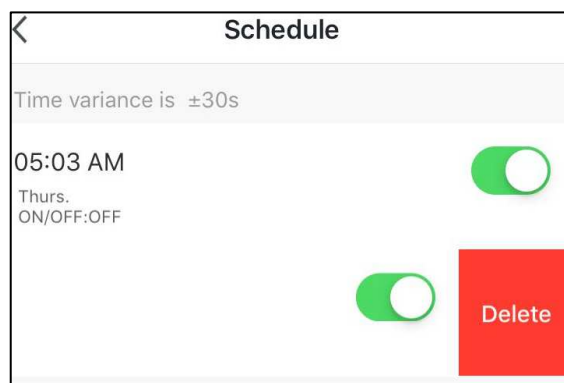 Schedule
Time variance is ±30s
05:03 AM
Thurs.
ON/OFF:OFF
Delete